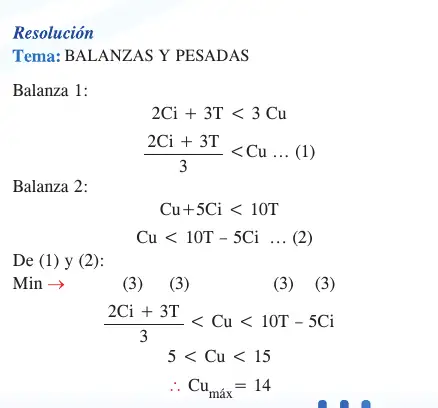 Resolución
Tema: BALANZAS Y PESADAS
Balanza 1:
2Ci + 3T < 3 Cu
2Ci + 3T
3
<Cu … (1)
Balanza 2:
Cu+5Ci < 10T
Cu < 10T – 5Ci … (2)
De (1) y (2):
Min → (3) (3) (3) (3)
2Ci + 3T
3
< Cu < 10T – 5Ci
5 < Cu < 15
∴ Cumáx = 14